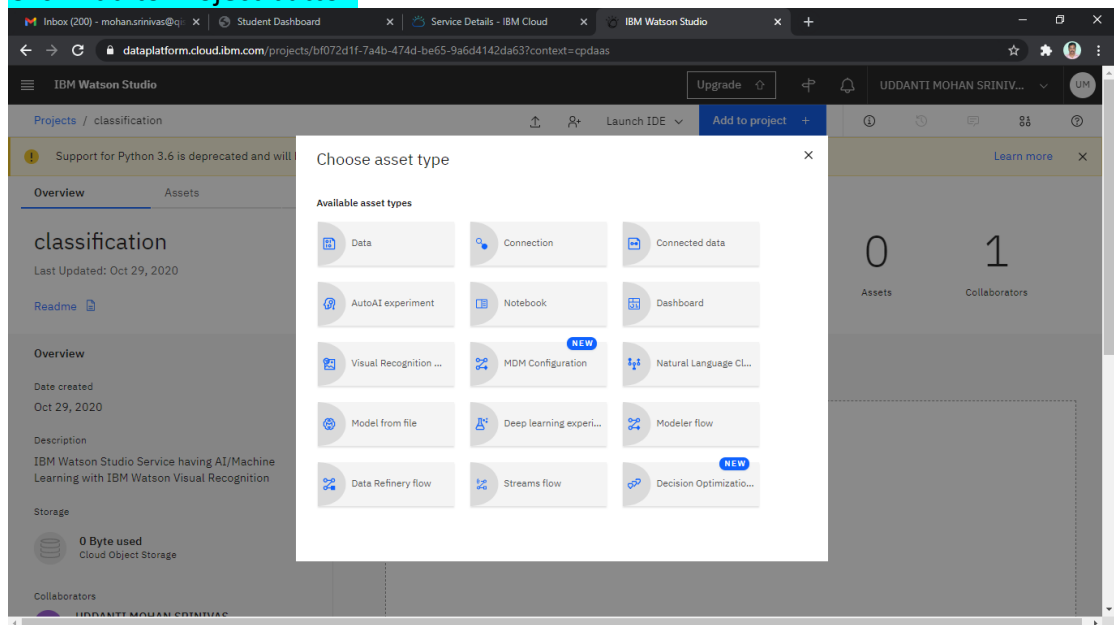 Inbox (200) - mohan.srinivas@qi
Student Dashboard
Service Details - IBM Cloud
IBM Watson Studio
dataplatform.cloud.ibm.com/projects/bf072d1f-7a4b-474d-be65-9a6d4142da63?context=cpdaas
IBM Watson Studio
Upgrade
UDDANTI MOHAN SRINIV...
UM
Projects / classification
Launch IDE
Add to project +
Support for Python 3.6 is deprecated and will
Learn more
Choose asset type
Overview
Assets
Available asset types
classification
Last Updated: Oct 29, 2020
Readme
Data
Connection
Connected data
0
1
Assets
Collaborators
AutoAI experiment
Notebook
Dashboard
NEW
Visual Recognition ...
MDM Configuration
Natural Language Cl...
Overview
Date created
Oct 29, 2020
Model from file
Deep learning experi...
Modeler flow
Description
IBM Watson Studio Service having AI/Machine
Learning with IBM Watson Visual Recognition
NEW
Data Refinery flow
Streams flow
Decision Optimizatio...
Storage
0 Byte used
Cloud Object Storage
Collaborators
UDDANTI MOHAN SRINIVAS